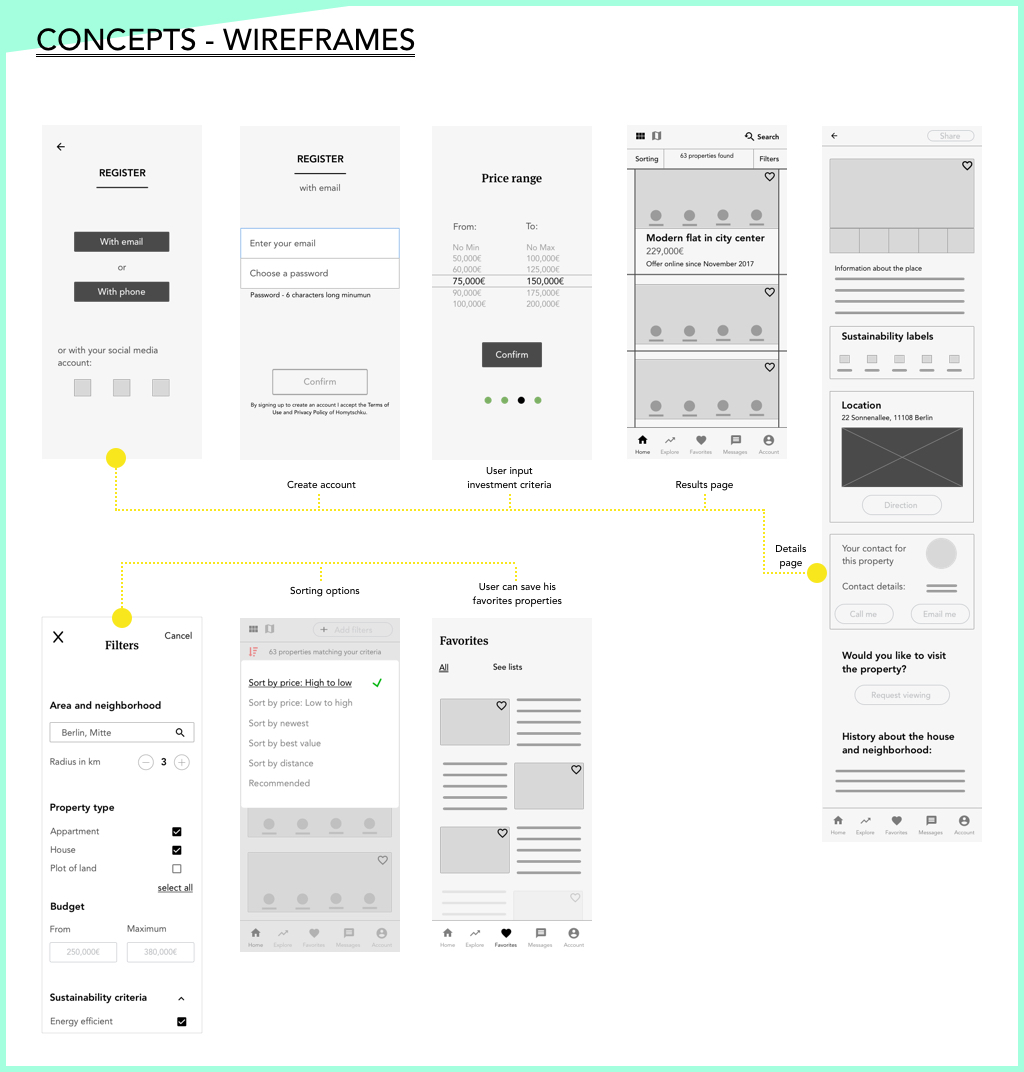 CONCEPTS - WIREFRAMES
REGISTER
With email
or
With phone
or with your social media
account:
REGISTER
with email
Enter your email
Choose a password
Password - 6 characters long minumun
Confirm
By signing up to create an account I accept the Terms of
Use and Privacy Policy of Homytschku.
Price range
From:
To:
No Min
No Max
50,000€
100,000€
60,000€
125,000€
75,000€
150,000€
90,000€
175,000€
100,000€
200,000€
Confirm
Search
Sorting
63 properties found
Filters
Modern flat in city center
229,000€
Offer online since November 2017
Home
Explore
Favorites
Messages
Account
Share
Information about the place
Sustainability labels
Location
22 Sonnenallee, 11108 Berlin
Direction
Your contact for
this property
Contact details:
Call me
Email me
Would you like to visit
the property?
Request viewing
History about the house
and neighborhood:
Home
Explore
Favorites
Messages
Account
Create account
User input
investment criteria
Results page
Details
page
Sorting options
User can save his
favorites properties
Cancel
Filters
Area and neighborhood
Berlin, Mitte
Radius in km
3
Property type
Appartment
House
Plot of land
select all
Budget
From
Maximum
250,000€
380,000€
Sustainability criteria
Energy efficient
Add filters
63 properties matching your criteria
Sort by price: High to low
Sort by price: Low to high
Sort by newest
Sort by best value
Sort by distance
Recommended
Home
Explore
Favorites
Messages
Account
Favorites
All
See lists
Home
Explore
Favorites
Messages
Account